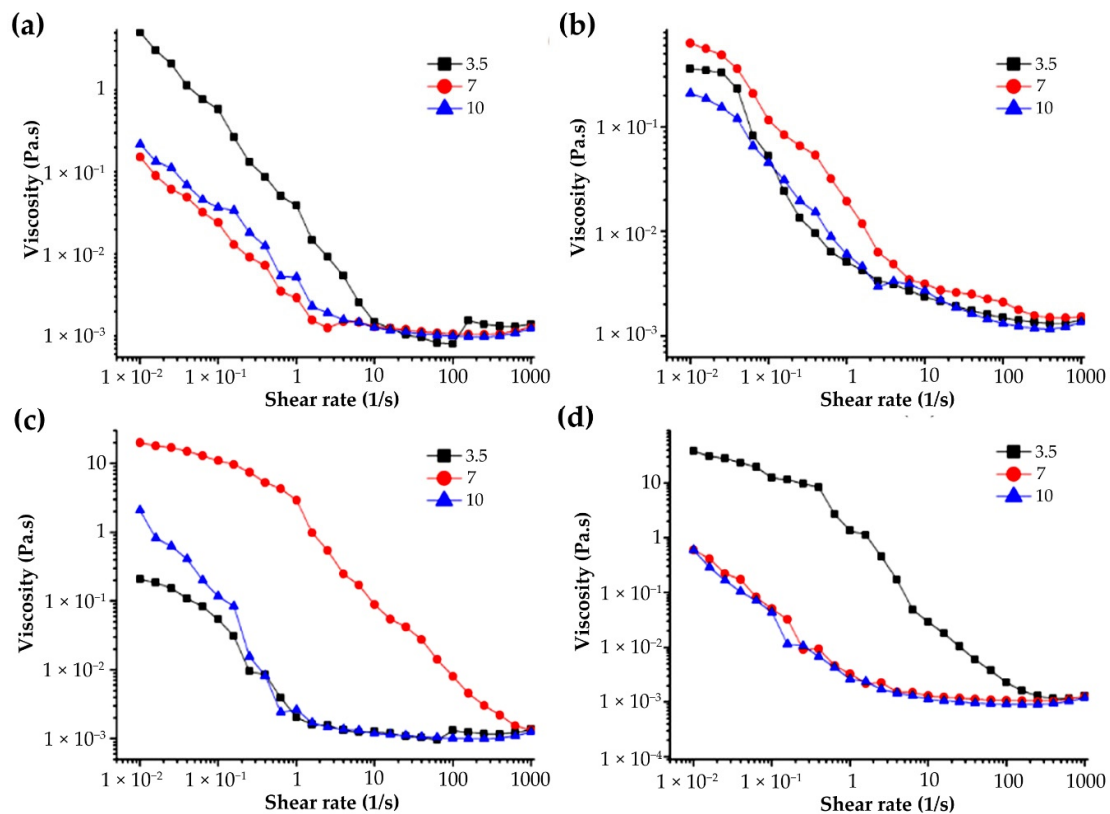 (a)
3.5
7
10
1
1 × 10⁻¹
1 × 10⁻²
1 × 10⁻³
Viscosity (Pa.s)
1 × 10⁻² 1 × 10⁻¹ 1 10 100 1000
Shear rate (1/s)
(b)
3.5
7
10
1 × 10⁻¹
1 × 10⁻²
1 × 10⁻³
Viscosity (Pa.s)
1 × 10⁻² 1 × 10⁻¹ 1 10 100 1000
Shear rate (1/s)
(c)
3.5
7
10
10
1
1 × 10⁻¹
1 × 10⁻²
1 × 10⁻³
Viscosity (Pa.s)
1 × 10⁻² 1 × 10⁻¹ 1 10 100 1000
Shear rate (1/s)
(d)
3.5
7
10
10
1
1 × 10⁻¹
1 × 10⁻²
1 × 10⁻³
1 × 10⁻⁴
Viscosity (Pa.s)
1 × 10⁻² 1 × 10⁻¹ 1 10 100 1000
Shear rate (1/s)